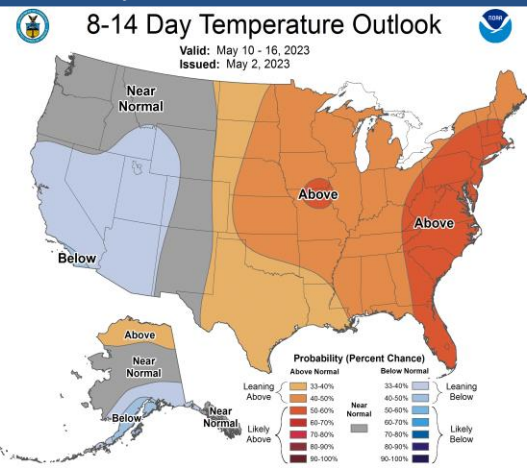 8-14 Day Temperature Outlook
Valid: May 10 - 16, 2023
Issued: May 2, 2023
NOAA
Near
Normal
Above
Above
Below
Above
Near
Normal
Below
Near
Normal
Probability (Percent Chance)
Above Normal
Below Normal
Leaning
Above
33-40%
40-50%
50-60%
60-70%
70-80%
80-90%
90-100%
Likely
Above
Near
Normal
33-40%
40-50%
50-60%
60-70%
70-80%
80-90%
90-100%
Leaning
Below
Likely
Below